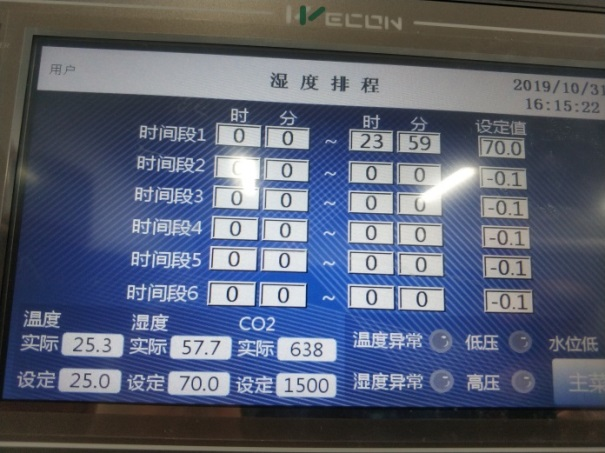 WECON
用户
湿度排程
2019/10/31
16:15:22
时 分 时 分 设定值
时间段1 0 0 ~ 23 59 70.0
时间段2 0 0 ~ 0 0 -0.1
时间段3 0 0 ~ 0 0 -0.1
时间段4 0 0 ~ 0 0 -0.1
时间段5 0 0 ~ 0 0 -0.1
时间段6 0 0 ~ 0 0 -0.1
温度 湿度 CO2
实际 25.3 实际 57.7 实际 638 温度异常 低压 水位低
设定 25.0 设定 70.0 设定 1500 湿度异常 高压 主菜